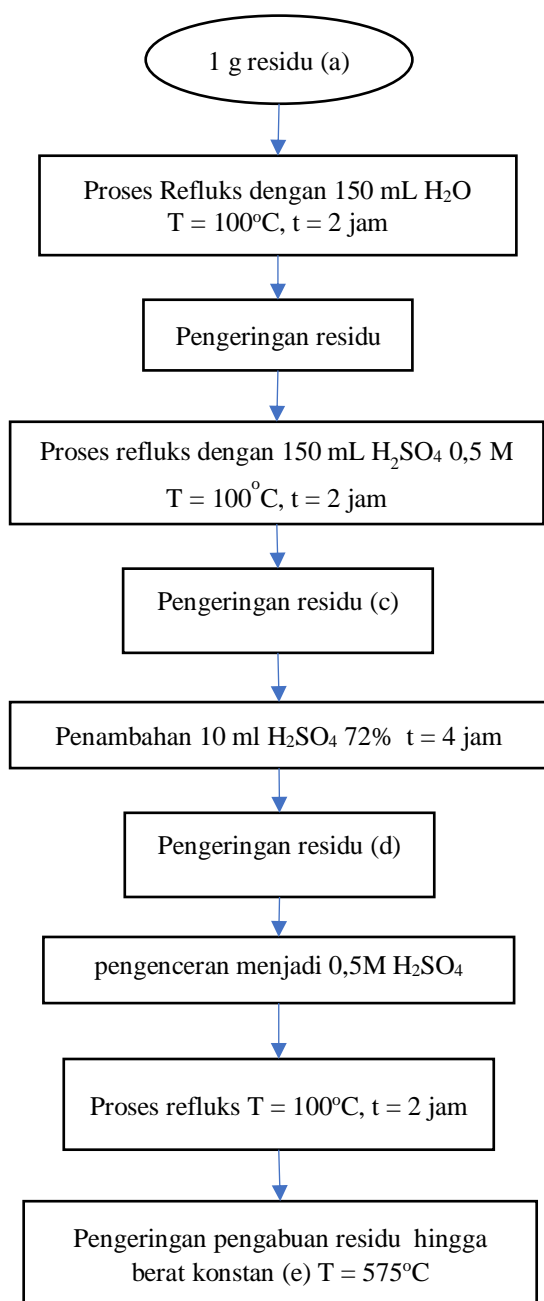 1 g residu (a)
Proses Refluks dengan 150 mL H₂O
T = 100°C, t = 2 jam
Pengeringan residu
Proses refluks dengan 150 mL H₂SO₄ 0,5 M
T = 100°C, t = 2 jam
Pengeringan residu (c)
Penambahan 10 ml H₂SO₄ 72% t = 4 jam
Pengeringan residu (d)
pengenceran menjadi 0,5M H₂SO₄
Proses refluks T = 100°C, t = 2 jam
Pengeringan pengabuan residu hingga
berat konstan (e) T = 575°C